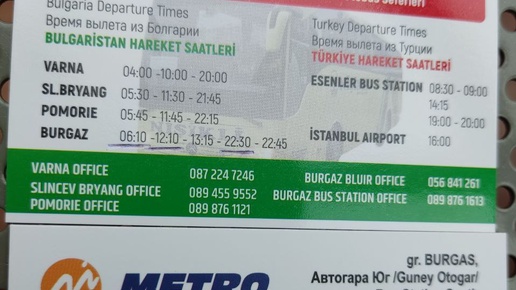 Bulgaria Departure Times
Время вылета из Болгарии
BULGARİSTAN HAREKET SAATLERİ
VARNA 04:00 -10:00 - 20:00
SL.BRYANG 05:30 - 11:30 - 21:45
POMORIE 05:45 - 11:45 - 22:15
BURGAZ 06:10 -12:10 - 13:15 - 22:30 - 22:45
Seferleri
Turkey Departure Times
Время вылета из Турции
TÜRKİYE HAREKET SAATLERİ
ESENLER BUS STATION 08:30 - 09:00
14:15
19:00 - 20:00
İSTANBUL AIRPORT 16:00
VARNA OFFICE 087 224 7246
SLINCEV BRYANG OFFICE 089 455 9552
POMORIE OFFICE 089 876 1121
BURGAZ BLUIR OFFICE 056 841 261
BURGAZ BUS STATION OFFICE 089 876 1613
METRO
gr. BURGAS,
Автогара Юг /Guney Otogar/